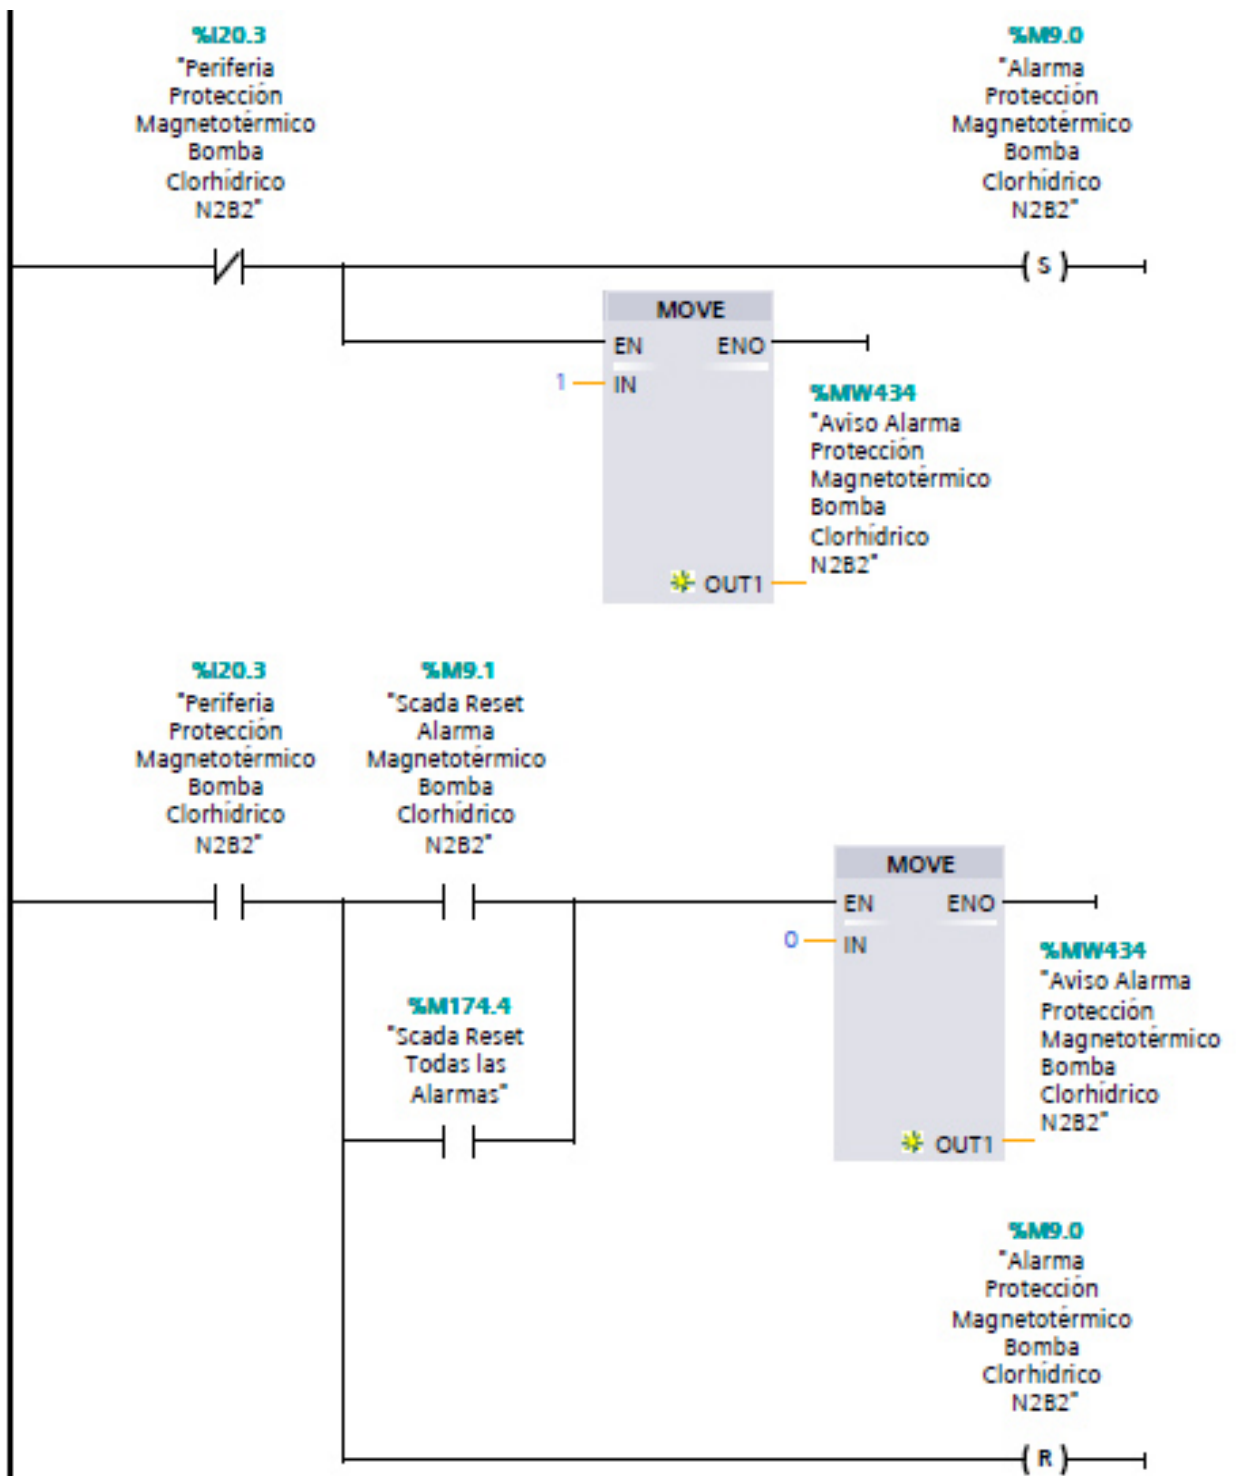 %I20.3
"Periferia
Protección
Magnetotérmico
Bomba
Clorhídrico
N2B2"
%M9.0
"Alarma
Protección
Magnetotérmico
Bomba
Clorhídrico
N2B2"
( S )
MOVE
EN ENO
1 IN
%MW434
"Aviso Alarma
Protección
Magnetotérmico
Bomba
Clorhídrico
N2B2"
OUT1
%I20.3
"Periferia
Protección
Magnetotérmico
Bomba
Clorhídrico
N2B2"
%M9.1
"Scada Reset
Alarma
Magnetotérmico
Bomba
Clorhídrico
N2B2"
MOVE
EN ENO
0 IN
%MW434
"Aviso Alarma
Protección
Magnetotérmico
Bomba
Clorhídrico
N2B2"
OUT1
%M174.4
"Scada Reset
Todas las
Alarmas"
%M9.0
"Alarma
Protección
Magnetotérmico
Bomba
Clorhídrico
N2B2"
( R )